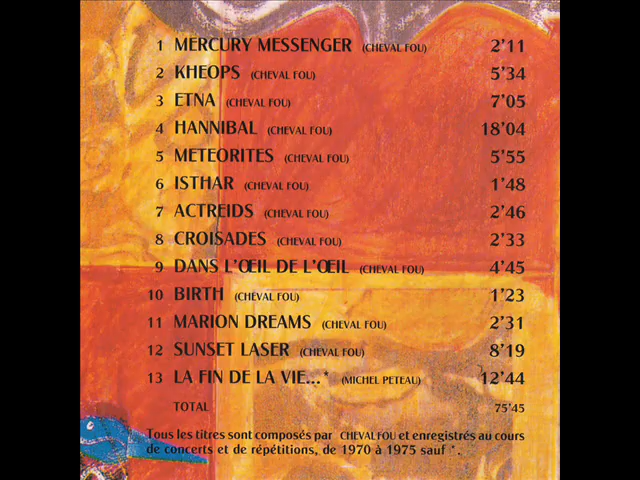 1 MERCURY MESSENGER (CHEVAL FOU) 2'11
2 KHEOPS (CHEVAL FOU) 5'34
3 ETNA (CHEVAL FOU) 7'05
4 HANNIBAL (CHEVAL FOU) 18'04
5 METEORITES (CHEVAL FOU) 5'55
6 ISTHAR (CHEVAL FOU) 1'48
7 ACTREIDS (CHEVAL FOU) 2'46
8 CROISADES (CHEVAL FOU) 2'33
9 DANS L'ŒIL DE L'ŒIL (CHEVAL FOU) 4'45
10 BIRTH (CHEVAL FOU) 1'23
11 MARION DREAMS (CHEVAL FOU) 2'31
12 SUNSET LASER (CHEVAL FOU) 8'19
13 LA FIN DE LA VIE...* (MICHEL PETEAU) 12'44
TOTAL 75'45
Tous les titres sont composés par CHEVAL FOU et enregistrés au cours
de concerts et de répétitions, de 1970 à 1975 sauf *.